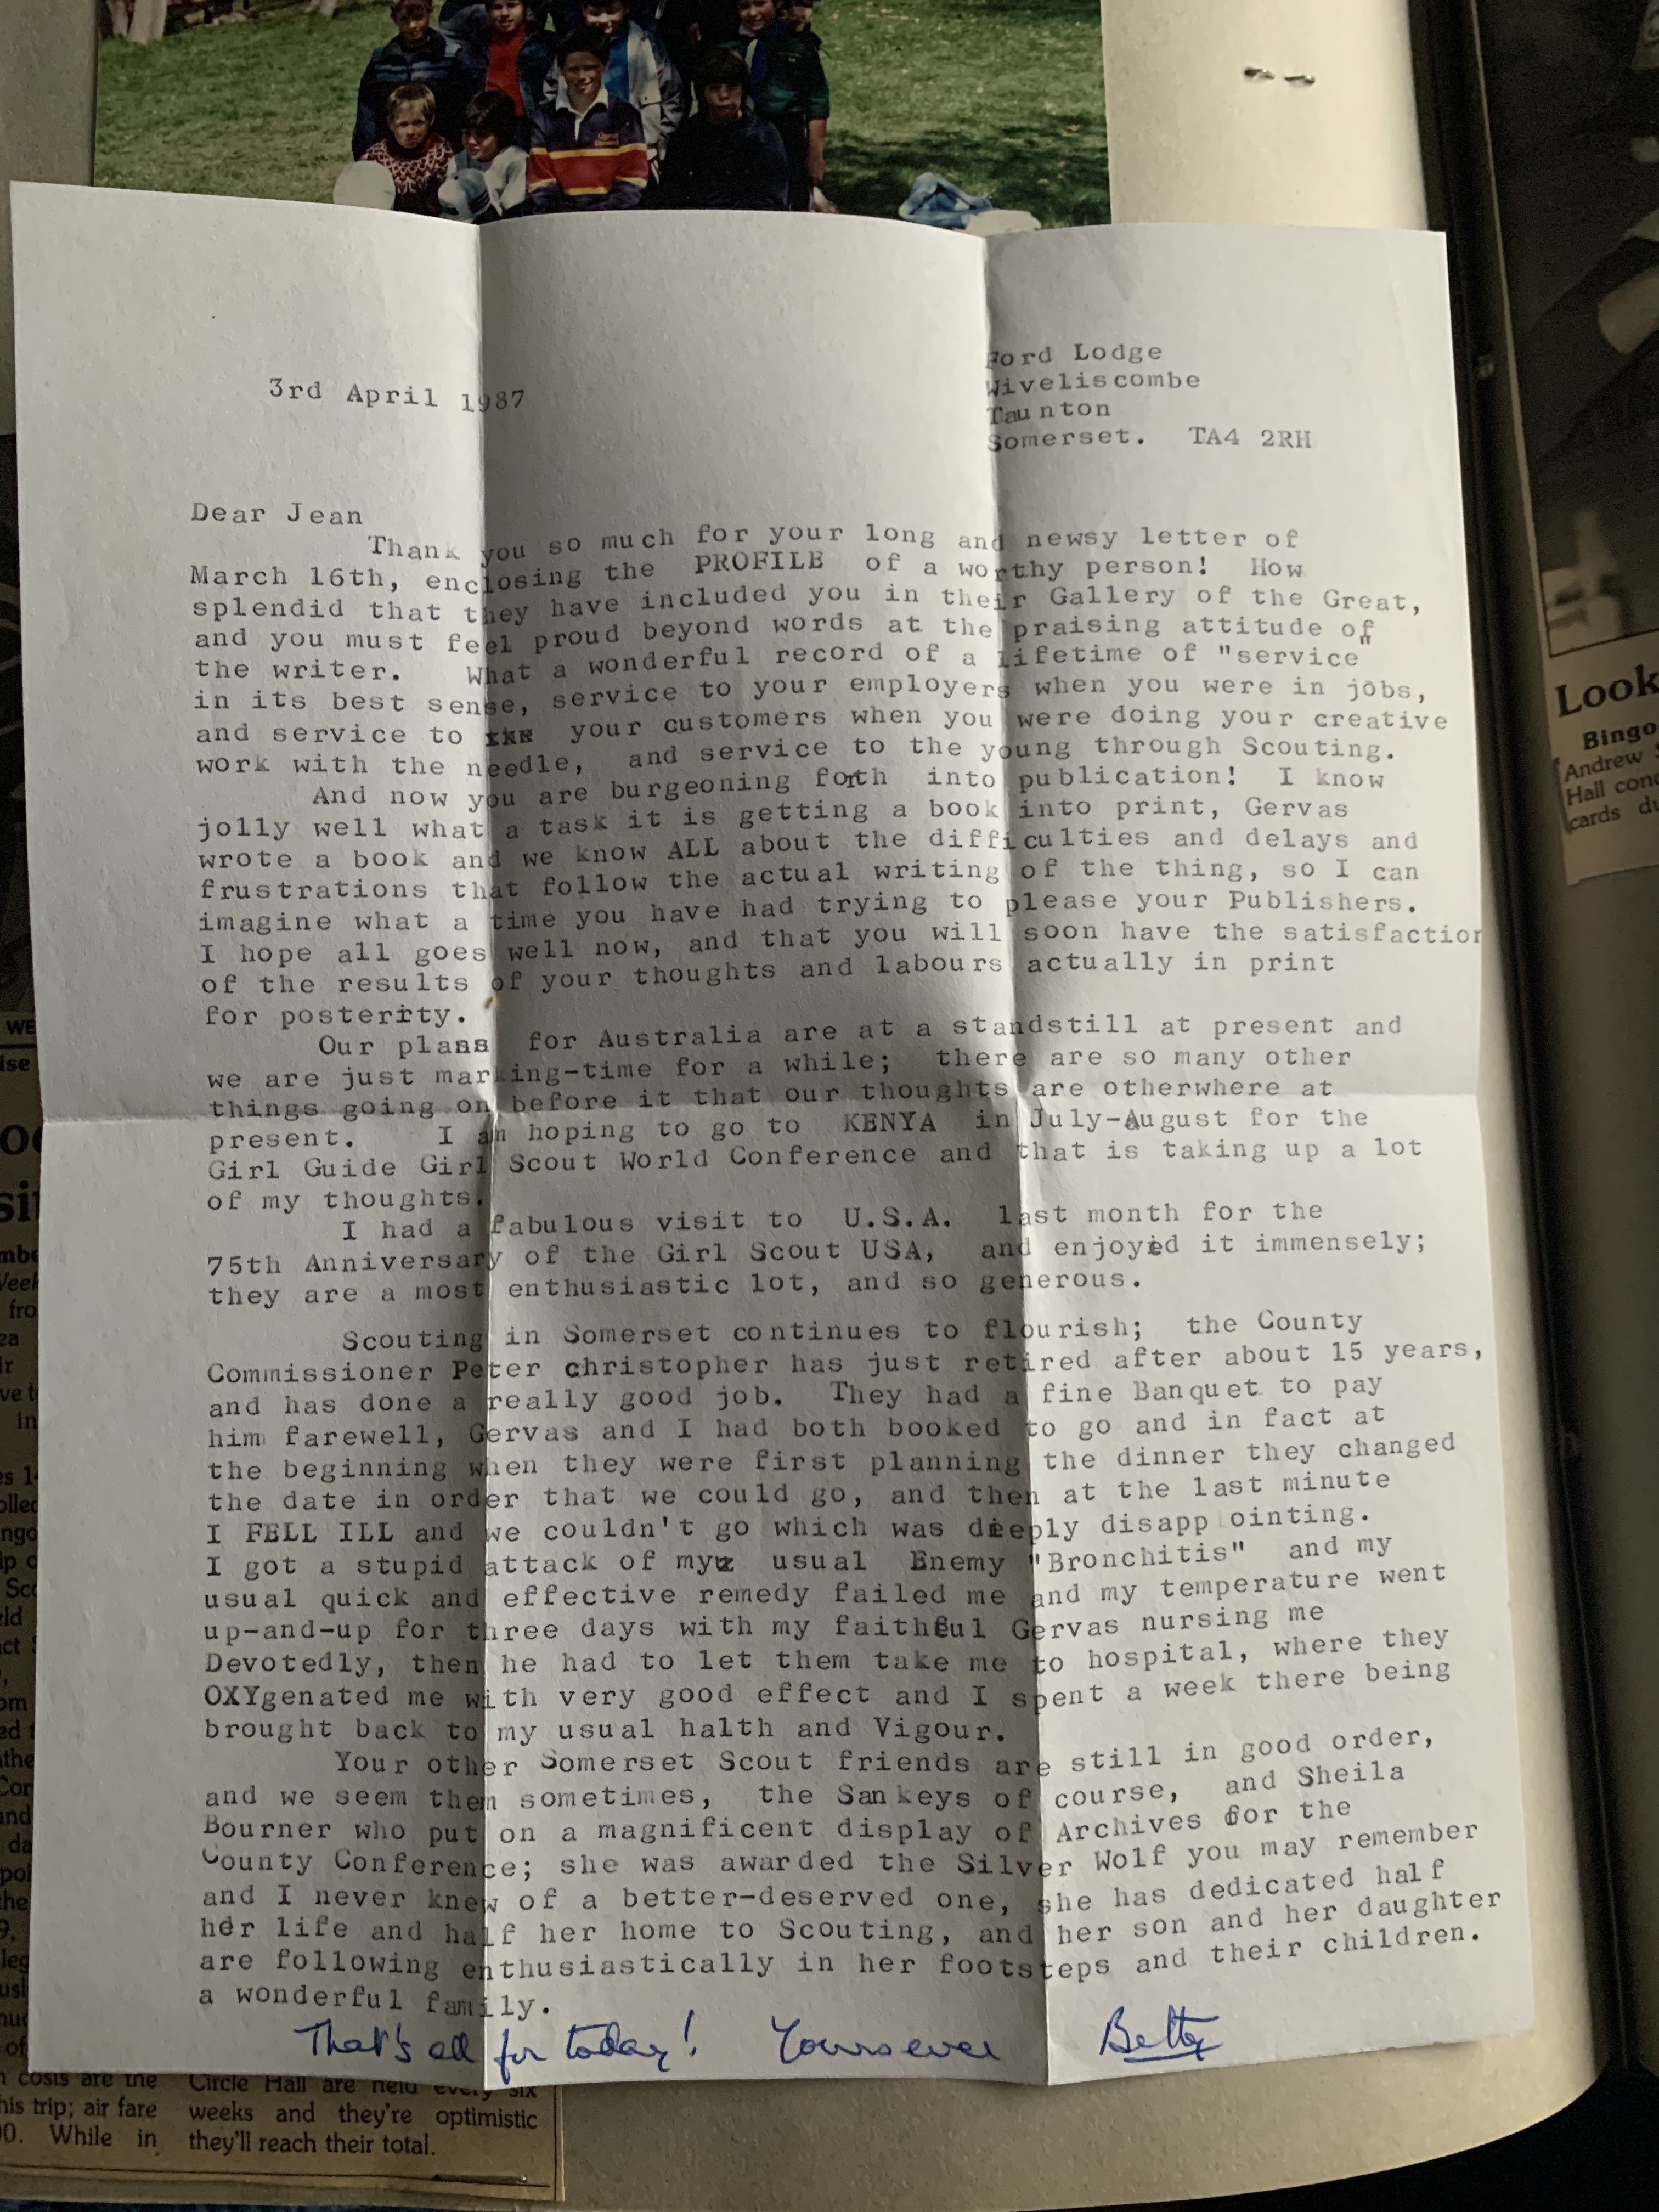 3rd April 1987
Ford Lodge
Wiveliscombe
Taunton
Somerset. TA4 2RH
Dear Jean
Thank you so much for your long and newsy letter of
March 16th, enclosing the PROFILE of a worthy person! How
splendid that they have included you in their Gallery of the Great,
and you must feel proud beyond words at the praising attitude of
the writer. What a wonderful record of a lifetime of "service"
in its best sense, service to your employers when you were in jobs,
and service to xxx your customers when you were doing your creative
work with the needle, and service to the young through Scouting.
And now you are burgeoning forth into publication! I know
jolly well what a task it is getting a book into print, Gervas
wrote a book and we know ALL about the difficulties and delays and
frustrations that follow the actual writing of the thing, so I can
imagine what a time you have had trying to please your Publishers.
I hope all goes well now, and that you will soon have the satisfaction
of the results of your thoughts and labours actually in print
for posterity.
Our plans for Australia are at a standstill at present and
we are just marking-time for a while; there are so many other
things going on before it that our thoughts are otherwhere at
present. I am hoping to go to KENYA in July-August for the
Girl Guide Girl Scout World Conference and that is taking up a lot
of my thoughts.
I had a fabulous visit to U.S.A. last month for the
75th Anniversary of the Girl Scout USA, and enjoyed it immensely;
they are a most enthusiastic lot, and so generous.
Scouting in Somerset continues to flourish; the County
Commissioner Peter christopher has just retired after about 15 years,
and has done a really good job. They had a fine Banquet to pay
him farewell, Gervas and I had both booked to go and in fact at
the beginning when they were first planning the dinner they changed
the date in order that we could go, and then at the last minute
I FELL ILL and we couldn't go which was deeply disapp ointing.
I got a stupid attack of my usual Enemy "Bronchitis" and my
usual quick and effective remedy failed me and my temperature went
up-and-up for three days with my faithful Gervas nursing me
Devotedly, then he had to let them take me to hospital, where they
OXYgenated me with very good effect and I spent a week there being
brought back to my usual halth and Vigour.
Your other Somerset Scout friends are still in good order,
and we seem them sometimes, the Sankeys of course, and Sheila
Bourner who put on a magnificent display of Archives for the
County Conference; she was awarded the Silver Wolf you may remember
and I never knew of a better-deserved one, she has dedicated half
her life and half her home to Scouting, and her son and her daughter
are following enthusiastically in her footsteps and their children.
a wonderful family.
That's all for today! Yours ever Betty
Look
Bingo
Andrew
Hall
cards
costs are the
his trip; air fare
While in
Circle Hall are held every six
weeks and they're optimistic
they'll reach their total.